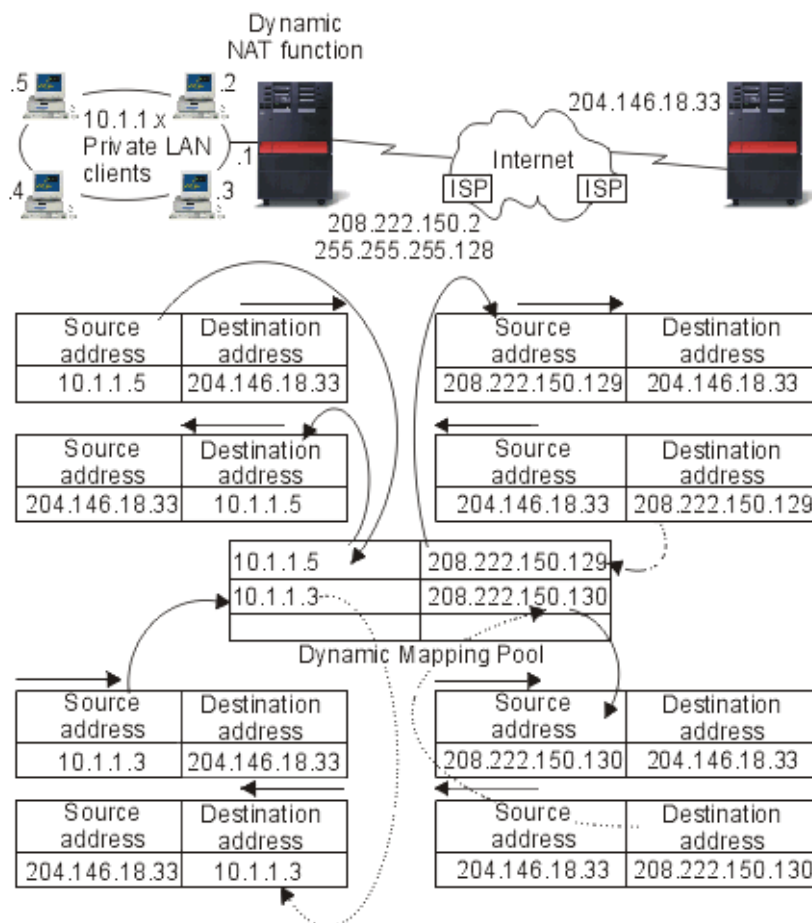 Dynamic
NAT function
.5
.2
204.146.18.33
10.1.1 x
Private LAN
clients
.1
Internet
.4
.3
ISP
ISP
208.222.150.2
255.255.255.128
Source address
Destination address
10.1.1.5
204.146.18.33
Source address
Destination address
208.222.150.129
204.146.18.33
Source address
Destination address
204.146.18.33
10.1.1.5
Source address
Destination address
204.146.18.33
208.222.150.129
10.1.1.5
208.222.150.129
10.1.1.3
208.222.150.130
Dynamic Mapping Pool
Source address
Destination address
10.1.1.3
204.146.18.33
Source address
Destination address
208.222.150.130
204.146.18.33
Source address
Destination address
204.146.18.33
10.1.1.3
Source address
Destination address
204.146.18.33
208.222.150.130